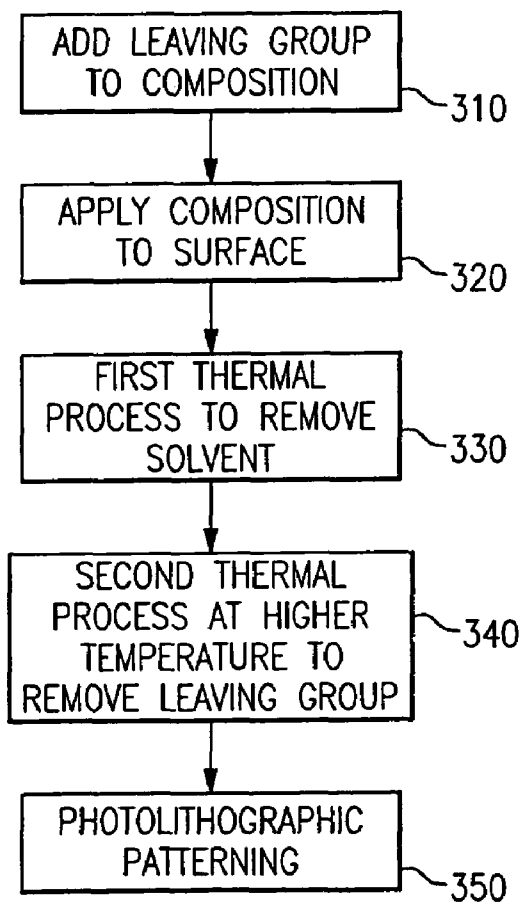 ADD LEAVING GROUP
TO COMPOSITION
310
APPLY COMPOSITION
TO SURFACE
320
FIRST THERMAL
PROCESS TO REMOVE
SOLVENT
330
SECOND THERMAL
PROCESS AT HIGHER
TEMPERATURE TO
REMOVE LEAVING GROUP
340
PHOTOLITHOGRAPHIC
PATTERNING
350